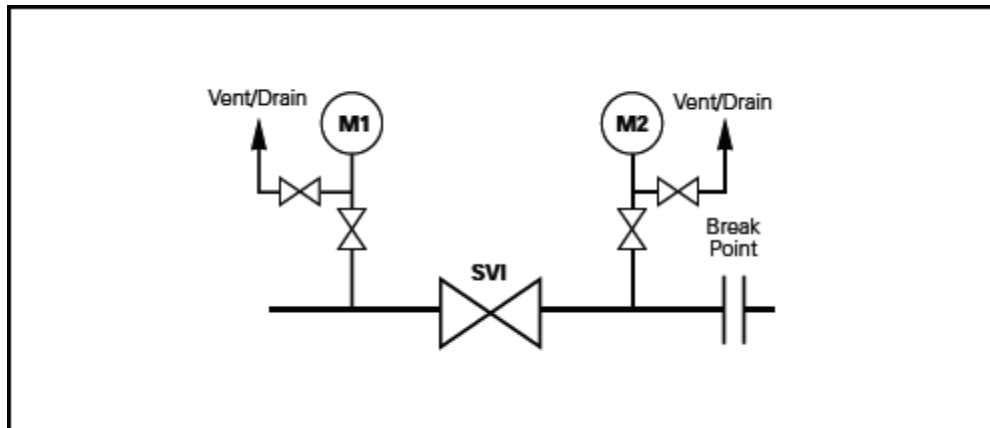 Vent/Drain
M1
M2
Vent/Drain
Break
Point
SVI